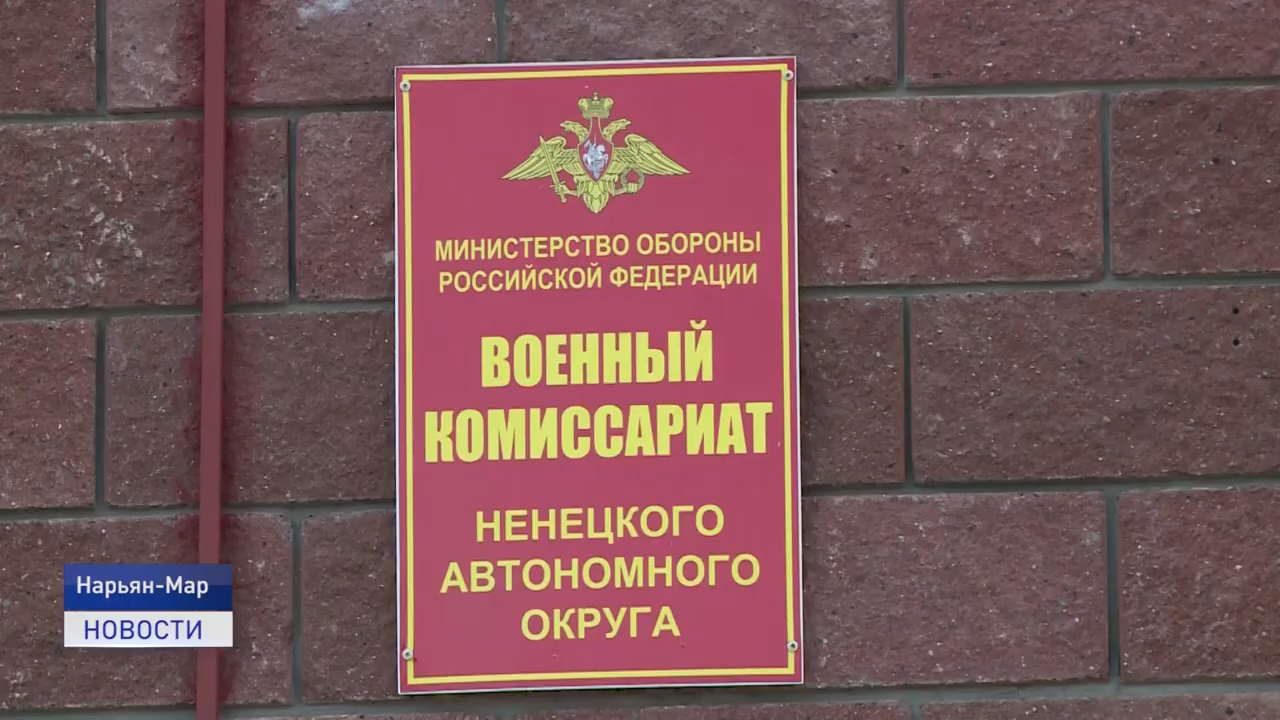 МИНИСТЕРСТВО ОБОРОНЫ
РОССИЙСКОЙ ФЕДЕРАЦИИ
ВОЕННЫЙ
КОМИССАРИАТ
НЕНЕЦКОГО
АВТОНОМНОГО
ОКРУГА
Нарьян-Мар
НОВОСТИ